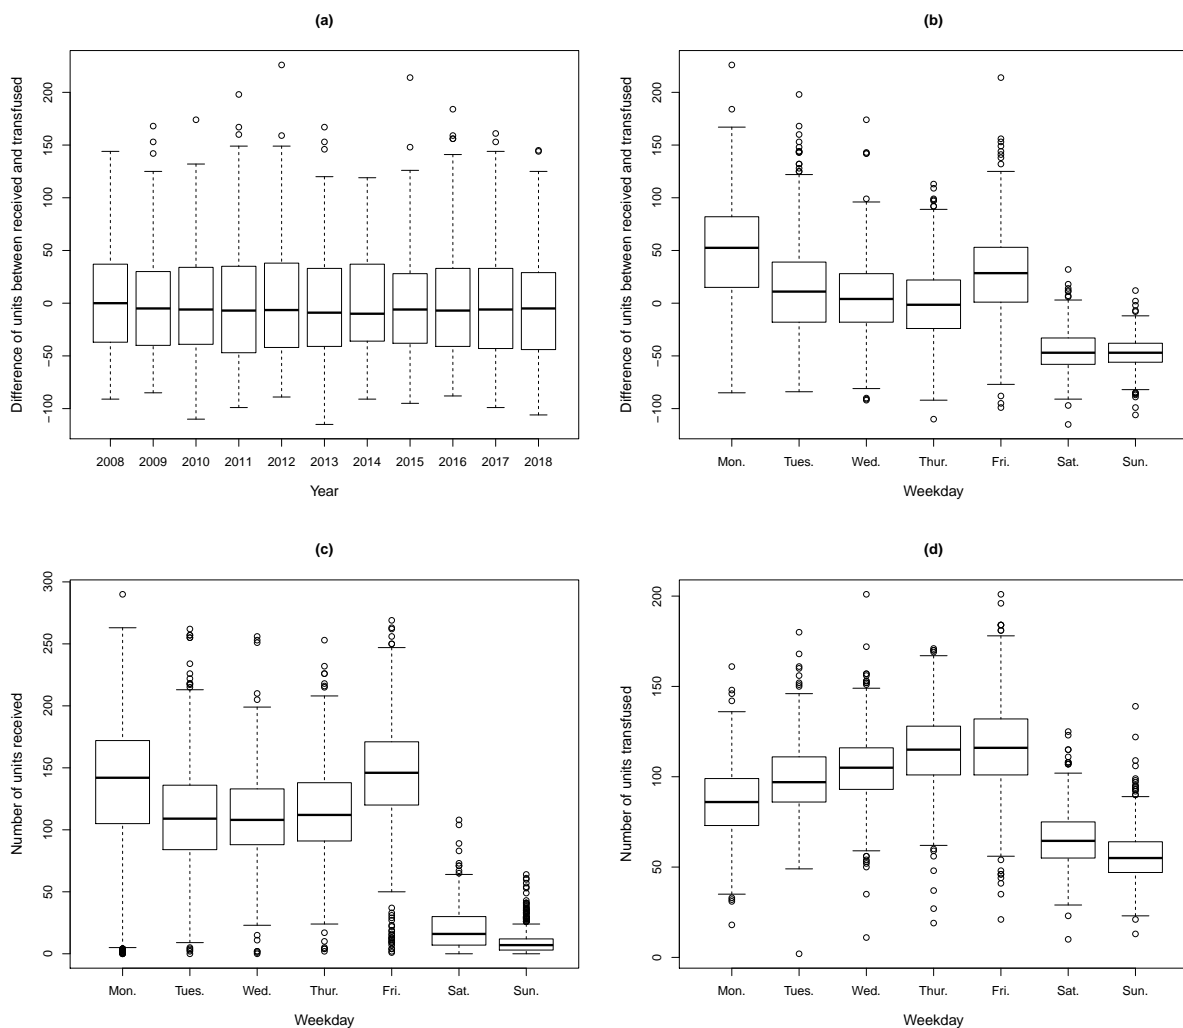 (a)
Difference of units between received and transfused
200
150
100
50
0
−50
−100
2008 2009 2010 2011 2012 2013 2014 2015 2016 2017 2018
Year
(b)
Difference of units between received and transfused
200
150
100
50
0
−50
−100
Mon. Tues. Wed. Thur. Fri. Sat. Sun.
Weekday
(c)
Number of units received
300
250
200
150
100
50
0
Mon. Tues. Wed. Thur. Fri. Sat. Sun.
Weekday
(d)
Number of units transfused
200
150
100
50
0
Mon. Tues. Wed. Thur. Fri. Sat. Sun.
Weekday